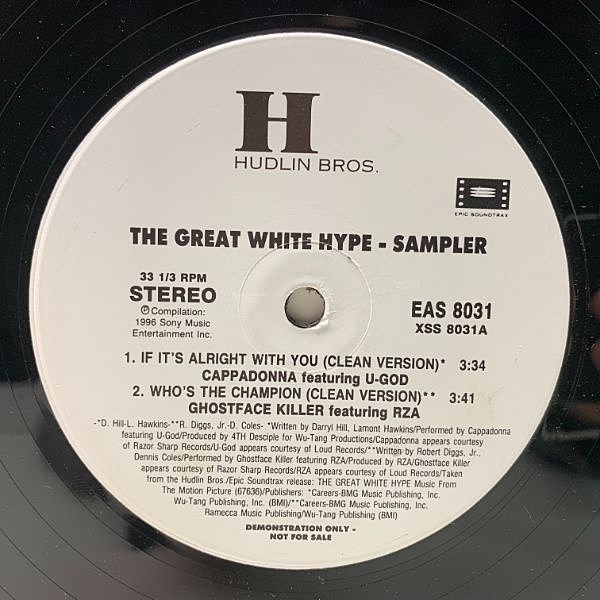 H
HUDLIN BROS.
EPIC SOUNDTRAX
THE GREAT WHITE HYPE - SAMPLER
33 1/3 RPM
STEREO
℗Compilation:
1996 Sony Music
Entertainment Inc.
EAS 8031
XSS 8031A
1. IF IT'S ALRIGHT WITH YOU (CLEAN VERSION)* 3:34
CAPPADONNA featuring U-GOD
2. WHO'S THE CHAMPION (CLEAN VERSION)** 3:41
GHOSTFACE KILLER featuring RZA
-*D. Hill-L. Hawkins-**R. Diggs, Jr.-D. Coles- *Written by Darryl Hill, Lamont Hawkins/Performed by Cappadonna
featuring U-God/Produced by 4TH Desciple for Wu-Tang Productions/Cappadonna appears courtesy
of Razor Sharp Records/U-God appears courtesy of Loud Records/**Written by Robert Diggs, Jr.,
Dennis Coles/Performed by Ghostface Killer featuring RZA/Produced by RZA/Ghostface Killer
appears courtesy of Razor Sharp Records/RZA appears courtesy of Loud Records/Taken
from the Hudlin Bros./Epic Soundtrax release: THE GREAT WHITE HYPE Music From
The Motion Picture (67636)/Publishers: *Careers-BMG Music Publishing, Inc.
Wu-Tang Publishing, Inc. (BMI)/**Careers-BMG Music Publishing, Inc.
Ramecca Music Publishing/Wu-Tang Publishing (BMI)
DEMONSTRATION ONLY -
NOT FOR SALE